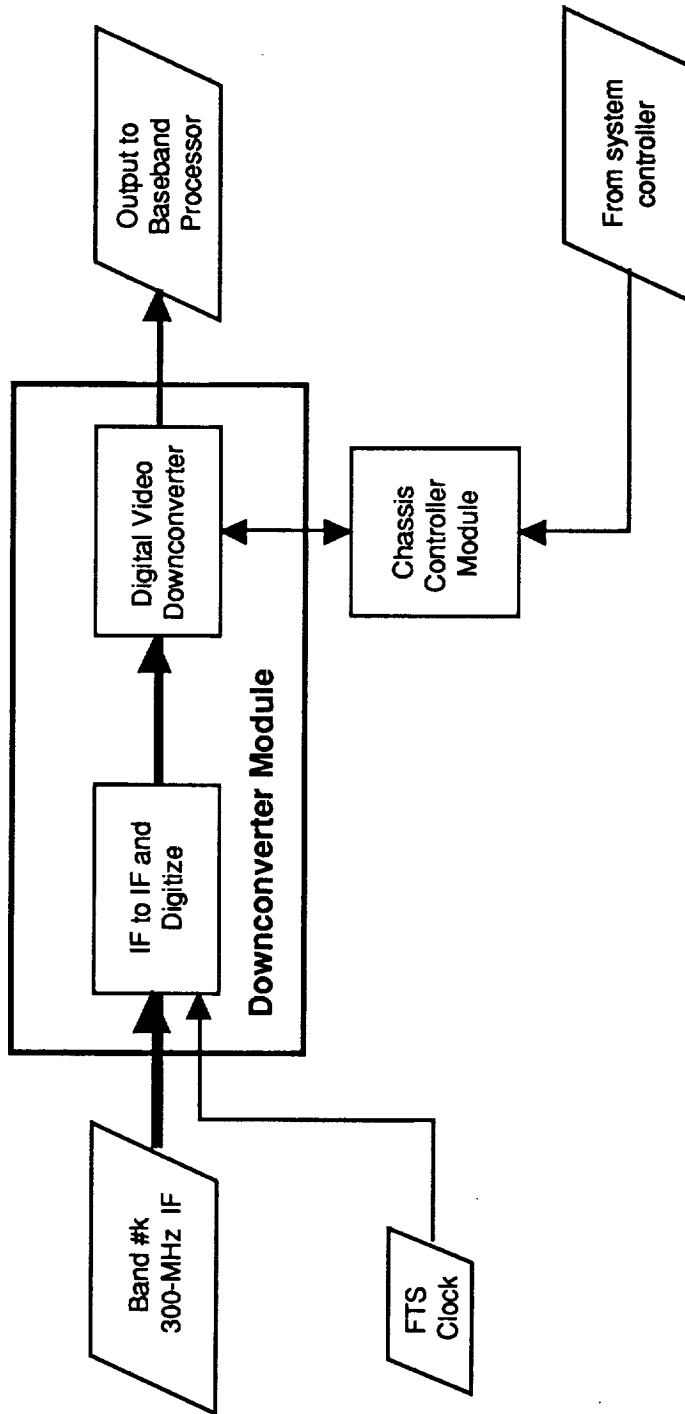 Band #k
300-MHz IF
FTS
Clock
IF to IF and
Digitize
Downconverter Module
Digital Video
Downconverter
Output to
Baseband
Processor
Chassis
Controller
Module
From system
controller